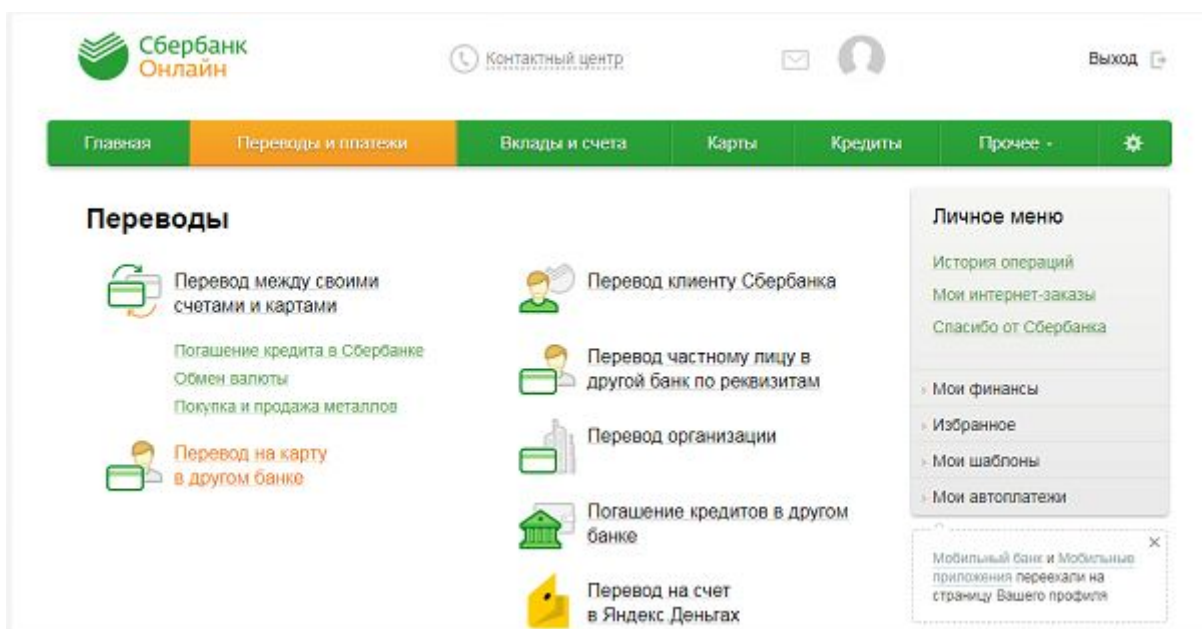 Сбербанк
Онлайн
Контактный центр
Выход
Главная
Переводы и платежи
Вклады и счета
Карты
Кредиты
Прочее
Переводы
Перевод между своими
счетами и картами
Погашение кредита в Сбербанке
Обмен валюты
Покупка и продажа металлов
Перевод на карту
в другом банке
Перевод клиенту Сбербанка
Перевод частному лицу в
другой банк по реквизитам
Перевод организации
Погашение кредитов в другом
банке
Перевод на счет
в Яндекс.Деньгах
Личное меню
История операций
Мои интернет-заказы
Спасибо от Сбербанка
Мои финансы
Избранное
Мои шаблоны
Мои автоплатежи
Мобильный банк и Мобильные
приложения переехали на
страницу Вашего профиля